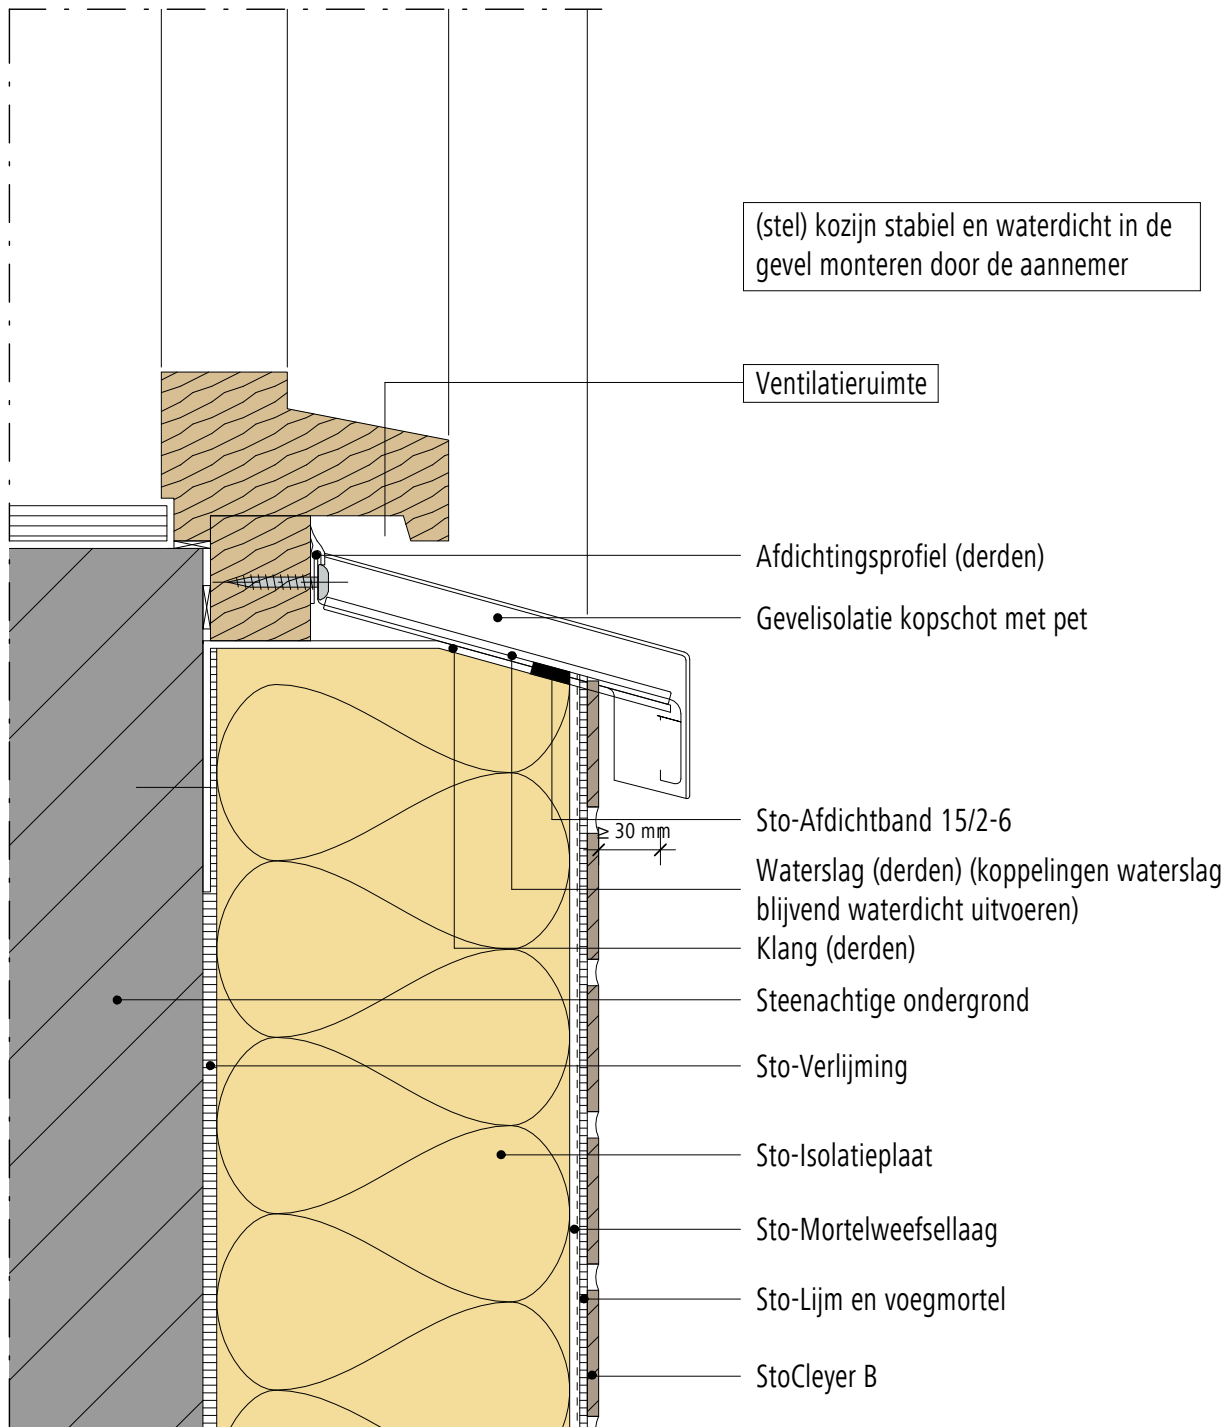 (stel) kozijn stabiel en waterdicht in de
gevel monteren door de aannemer
Ventilatieruimte
Afdichtingsprofiel (derden)
Gevelisolatie kopschot met pet
Sto-Afdichtband 15/2-6
≥ 30 mm
Waterslag (derden) (koppelingen waterslag
blijvend waterdicht uitvoeren)
Klang (derden)
Steenachtige ondergrond
Sto-Verlijming
Sto-Isolatieplaat
Sto-Mortelweefsellaag
Sto-Lijm en voegmortel
StoCleyer B